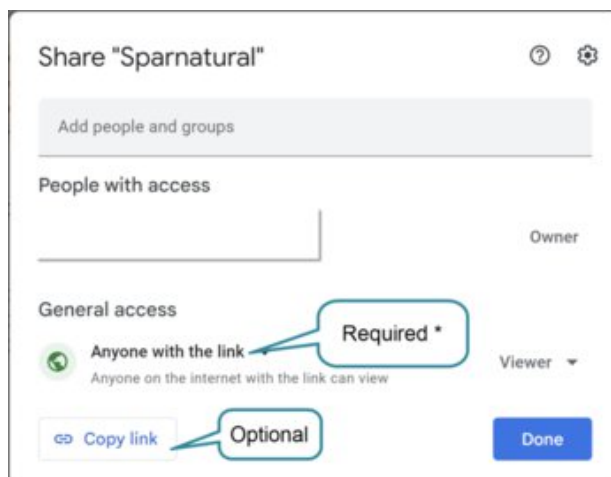 Share "Sparnatural"
Add people and groups
People with access
Owner
General access
Required *
Anyone with the link
Anyone on the internet with the link can view
Viewer
Copy link
Optional
Done